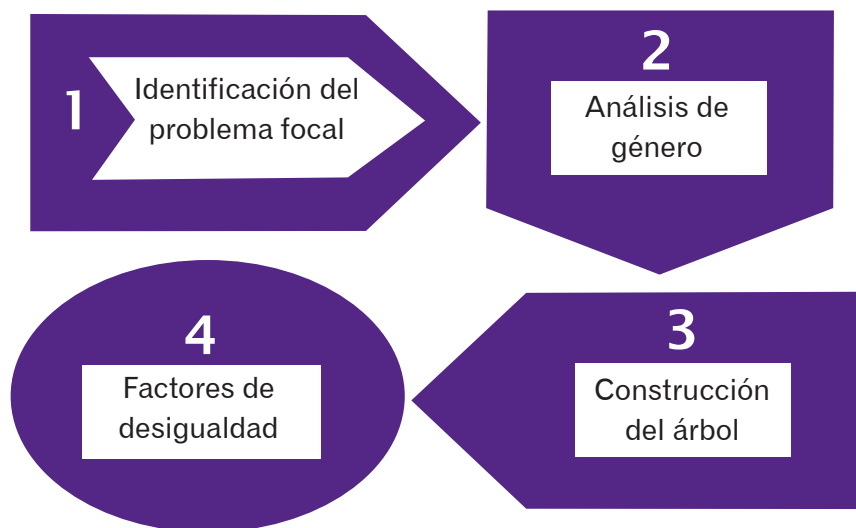 1
Identificación del
problema focal
2
Análisis de
género
3
Construcción
del árbol
4
Factores de
desigualdad